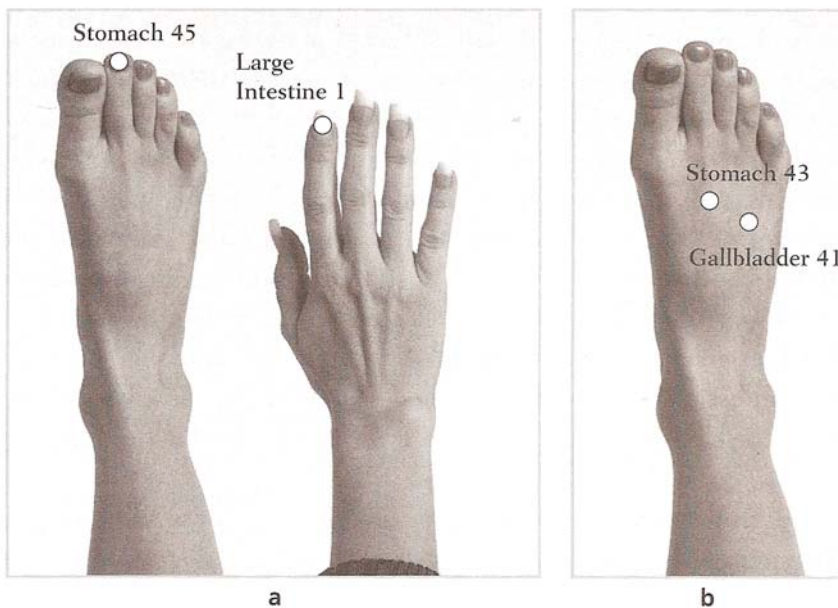 Stomach 45
Large
Intestine 1
a
Stomach 43
Gallbladder 41
b